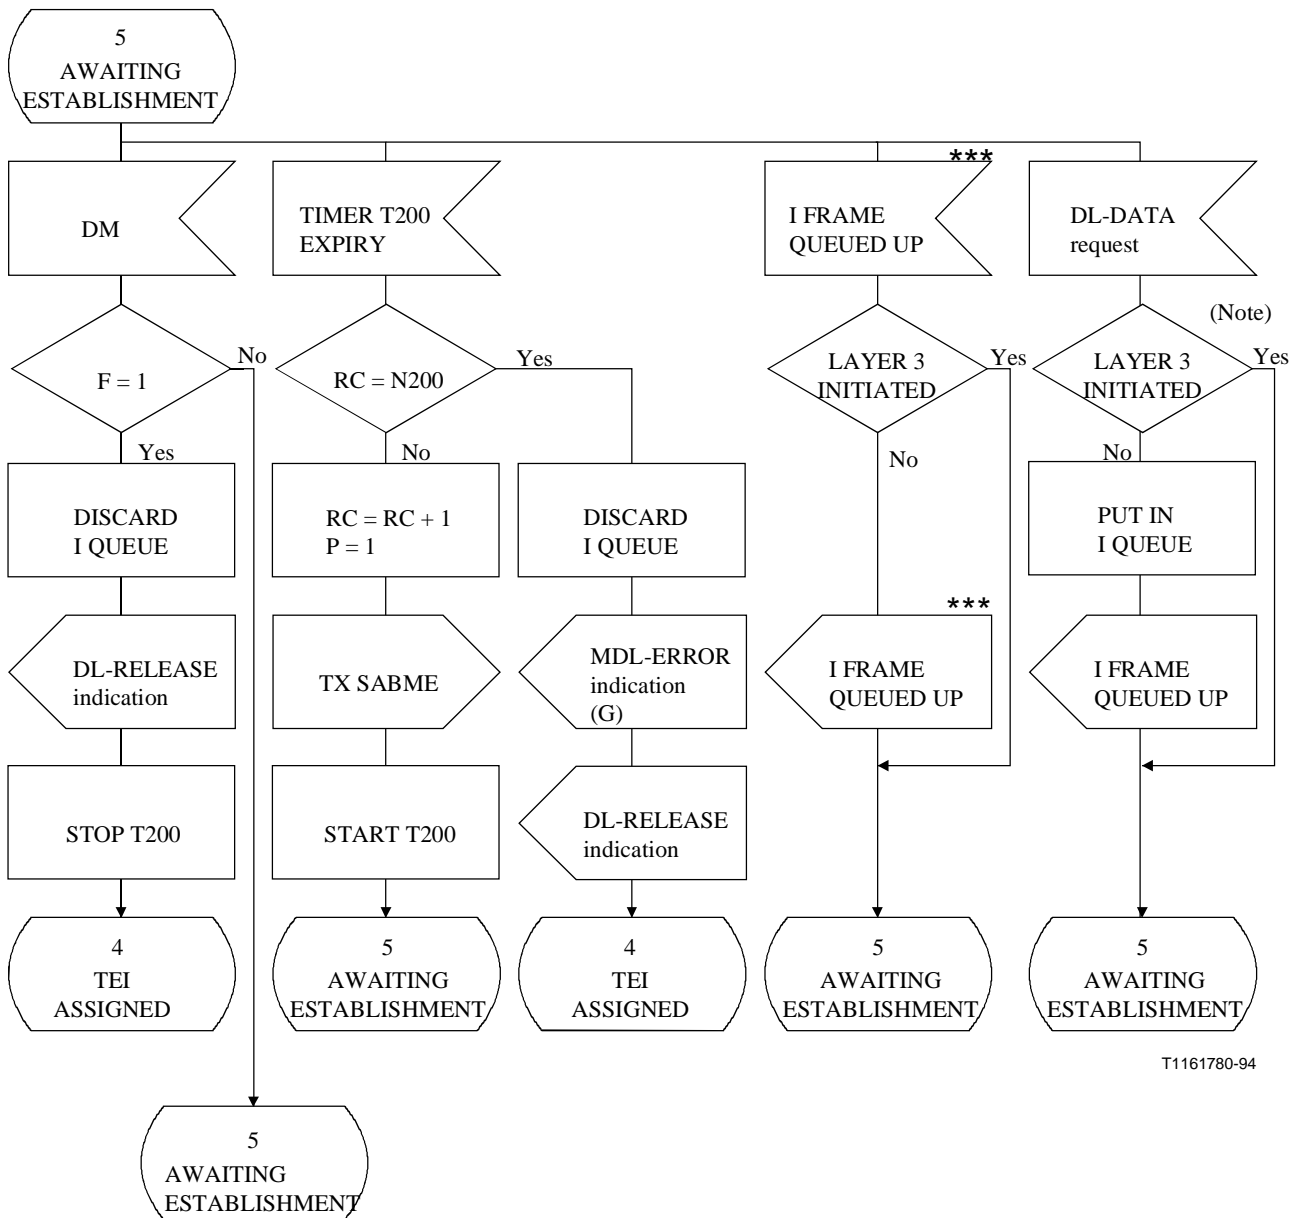 5
AWAITING
ESTABLISHMENT
***
DM
TIMER T200
EXPIRY
I FRAME
QUEUED UP
DL-DATA
request
(Note)
F = 1
No
RC = N200
Yes
LAYER 3
INITIATED
Yes
LAYER 3
INITIATED
Yes
Yes
No
No
No
DISCARD
I QUEUE
RC = RC + 1
P = 1
DISCARD
I QUEUE
PUT IN
I QUEUE
***
DL-RELEASE
indication
TX SABME
MDL-ERROR
indication
(G)
I FRAME
QUEUED UP
I FRAME
QUEUED UP
STOP T200
START T200
DL-RELEASE
indication
4
TEI
ASSIGNED
5
AWAITING
ESTABLISHMENT
4
TEI
ASSIGNED
5
AWAITING
ESTABLISHMENT
5
AWAITING
ESTABLISHMENT
T1161780-94
5
AWAITING
ESTABLISHMENT